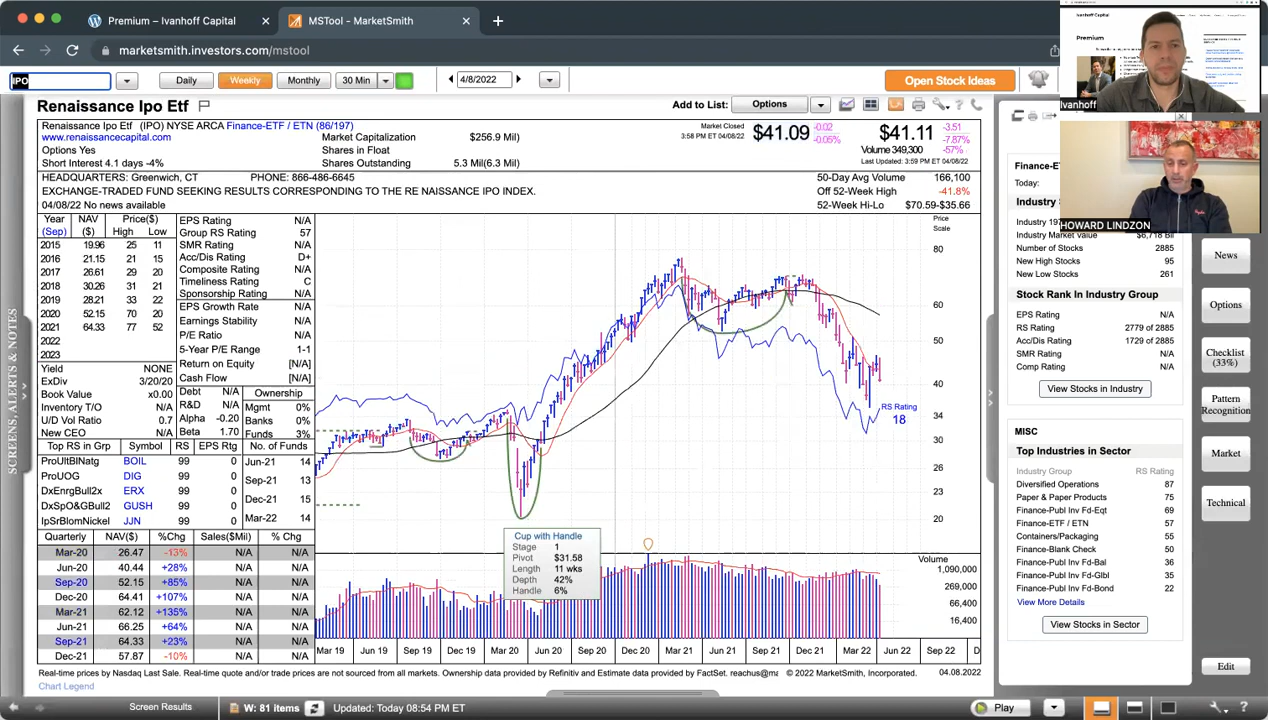 Premium – Ivanhoff Capital
MSTool - MarketSmith
marketsmith.investors.com/mstool
IPO
Daily
Weekly
Monthly
30 Min
4/8/2022
Open Stock Ideas
Renaissance Ipo Etf
Add to List:
Options
Renaissance Ipo Etf (IPO) NYSE ARCA Finance-ETF / ETN (86/197)
www.renaissancecapital.com
Market Capitalization $256.9 Mil)
Options Yes
Shares in Float
Short Interest 4.1 days -4%
Shares Outstanding 5.3 Mil(6.3 Mil)
Market Closed
3:58 PM ET 04/08/22
$41.09
-0.02
-0.05%
$41.11
-3.51
-7.87%
Volume 349,300 -57%
Last Updated: 3:59 PM ET 04/08/22
HEADQUARTERS: Greenwich, CT PHONE: 866-486-6645
EXCHANGE-TRADED FUND SEEKING RESULTS CORRESPONDING TO THE RE NAISSANCE IPO INDEX.
04/08/22 No news available
50-Day Avg Volume 166,100
Off 52-Week High -41.8%
52-Week Hi-Lo $70.59-$35.66
Year (Sep) NAV ($) Price($) High Low
2015 19.96 25 11
2016 21.15 21 15
2017 26.61 29 20
2018 30.26 31 21
2019 28.21 33 22
2020 52.15 70 20
2021 64.33 77 52
2022
2023
Yield NONE
ExDiv 3/20/20
Book Value x0.00
Inventory T/O N/A
U/D Vol Ratio 0.7
New CEO N/A
EPS Rating N/A
Group RS Rating 57
SMR Rating N/A
Acc/Dis Rating D+
Composite Rating N/A
Timeliness Rating C
Sponsorship Rating N/A
EPS Growth Rate N/A
Earnings Stability N/A
P/E Ratio N/A
5-Year P/E Range 1-1
Return on Equity [N/A]
Cash Flow [N/A]
Debt N/A
R&D N/A
Alpha -0.20
Beta 1.70
Ownership
Mgmt 0%
Banks 0%
Funds 3%
Top RS in Grp Symbol RS EPS Rtg
ProUltBlNatg BOIL 99 0
ProUOG DIG 99 0
DxEnrgBull2x ERX 99 0
DxSpO&GBull2 GUSH 99 0
IpSrBlomNickel JJN 99 0
No. of Funds
Jun-21 14
Sep-21 13
Dec-21 15
Mar-22 14
Quarterly NAV($) %Chg Sales($Mil) % Chg
Mar-20 26.47 -13% N/A N/A
Jun-20 40.44 +28% N/A N/A
Sep-20 52.15 +85% N/A N/A
Dec-20 64.41 +107% N/A N/A
Mar-21 62.12 +135% N/A N/A
Jun-21 66.25 +64% N/A N/A
Sep-21 64.33 +23% N/A N/A
Dec-21 57.87 -10% N/A N/A
Price Scale
80
60
50
40
34
30
26
23
20
RS Rating
18
Cup with Handle
Stage 1
Pivot $31.58
Length 11 wks
Depth 42%
Handle 6%
Volume
1,090,000
269,000
66,400
16,400
Mar 19 Jun 19 Sep 19 Dec 19 Mar 20 Jun 20 Sep 20 Dec 20 Mar 21 Jun 21 Sep 21 Dec 21 Mar 22 Jun 22 Sep 22 D
Real-time prices by Nasdaq Last Sale. Real-time quote and/or trade prices are not sourced from all markets. Ownership data provided by Refinitiv and Estimate data provided by FactSet. reachus@ma © 2022 MarketSmith, Incorporated. 04.08.2022
Chart Legend
SCREENS, ALERTS & NOTES
Ivanhoff Capital
Premium
Ivanhoff
HOWARD LINDZON
Finance-ET
Today:
Industry S
Industry 197
Industry Market Value $6,718 Bil
Number of Stocks 2885
New High Stocks 95
New Low Stocks 261
Stock Rank In Industry Group
EPS Rating N/A
RS Rating 2779 of 2885
Acc/Dis Rating 1729 of 2885
SMR Rating N/A
Comp Rating N/A
View Stocks in Industry
MISC
Top Industries in Sector
Industry Group RS Rating
Diversified Operations 87
Paper & Paper Products 75
Finance-Publ Inv Fd-Eqt 69
Finance-ETF / ETN 57
Containers/Packaging 55
Finance-Blank Check 50
Finance-Publ Inv Fd-Bal 36
Finance-Publ Inv Fd-Glbl 35
Finance-Publ Inv Fd-Bond 22
View More Details
View Stocks in Sector
News
Options
Checklist (33%)
Pattern Recognition
Market
Technical
Edit
Screen Results
W: 81 items
Updated: Today 08:54 PM ET
Play